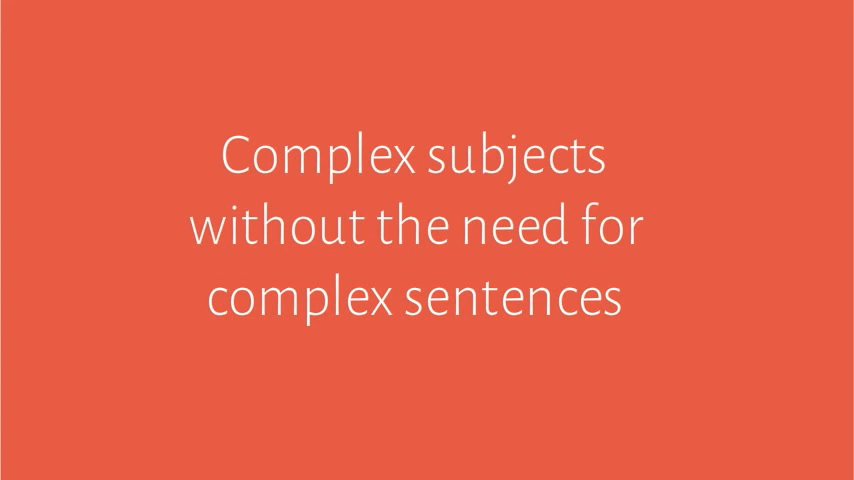 Complex subjects
without the need for
complex sentences